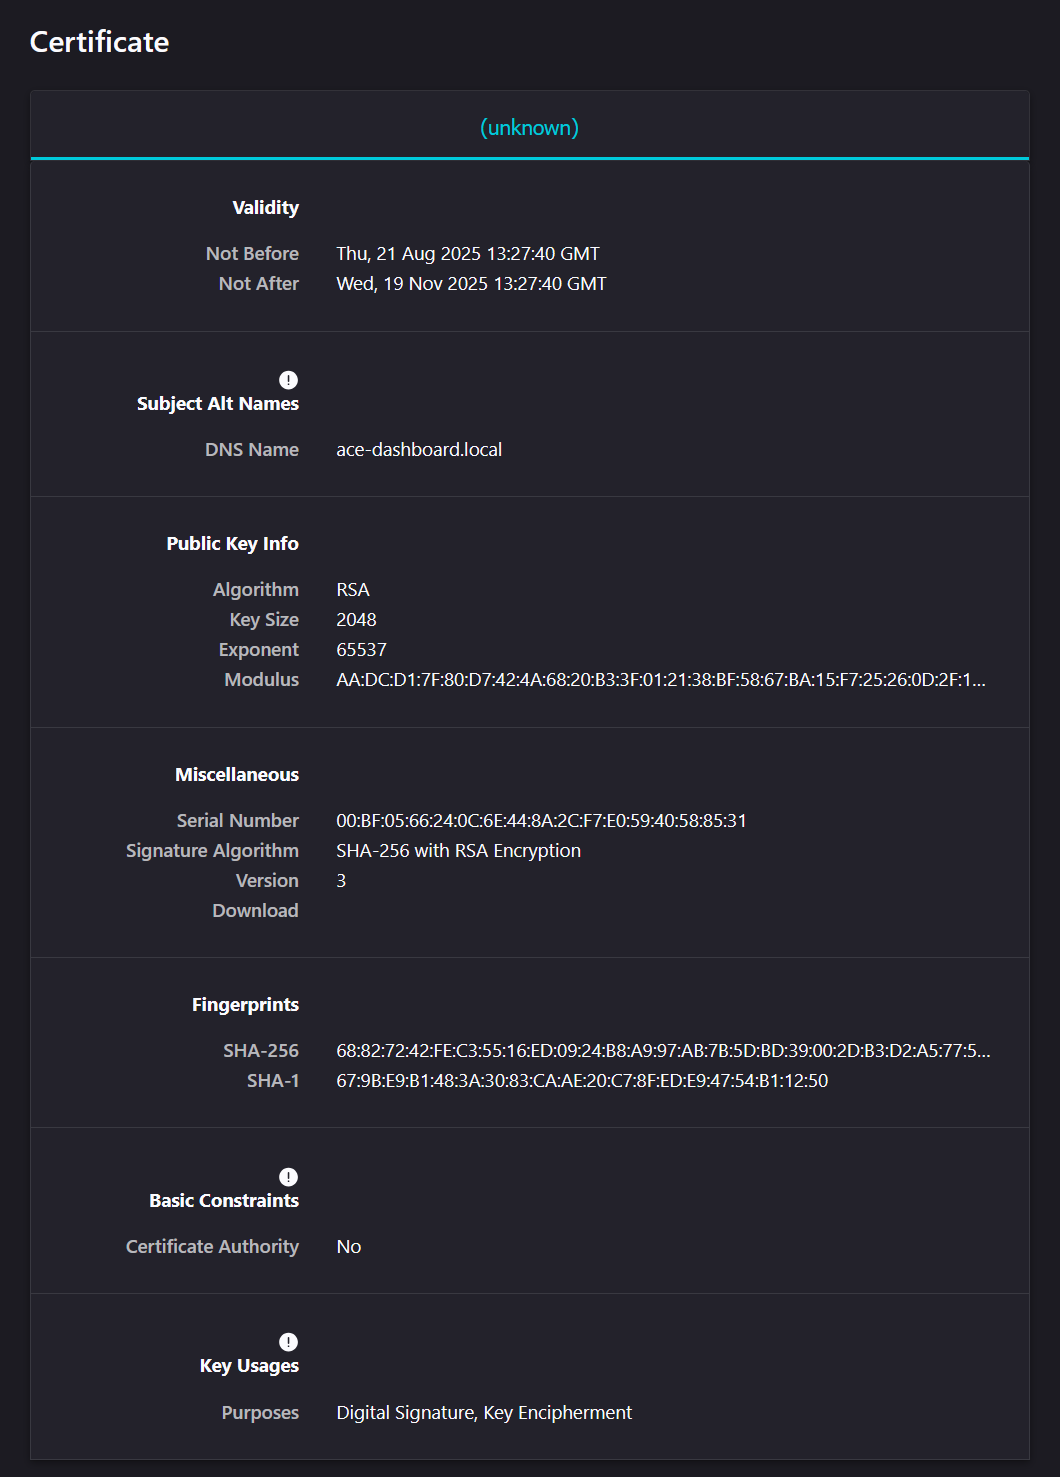 Certificate
(unknown)
Validity
Not Before Thu, 21 Aug 2025 13:27:40 GMT
Not After Wed, 19 Nov 2025 13:27:40 GMT
Subject Alt Names
DNS Name ace-dashboard.local
Public Key Info
Algorithm RSA
Key Size 2048
Exponent 65537
Modulus AA:DC:D1:7F:80:D7:42:4A:68:20:B3:3F:01:21:38:BF:58:67:BA:15:F7:25:26:0D:2F:1...
Miscellaneous
Serial Number 00:BF:05:66:24:0C:6E:44:8A:2C:F7:E0:59:40:58:85:31
Signature Algorithm SHA-256 with RSA Encryption
Version 3
Download
Fingerprints
SHA-256 68:82:72:42:FE:C3:55:16:ED:09:24:B8:A9:97:AB:7B:5D:BD:39:00:2D:B3:D2:A5:77:5...
SHA-1 67:9B:E9:B1:48:3A:30:83:CA:AE:20:C7:8F:ED:E9:47:54:B1:12:50
Basic Constraints
Certificate Authority No
Key Usages
Purposes Digital Signature, Key Encipherment